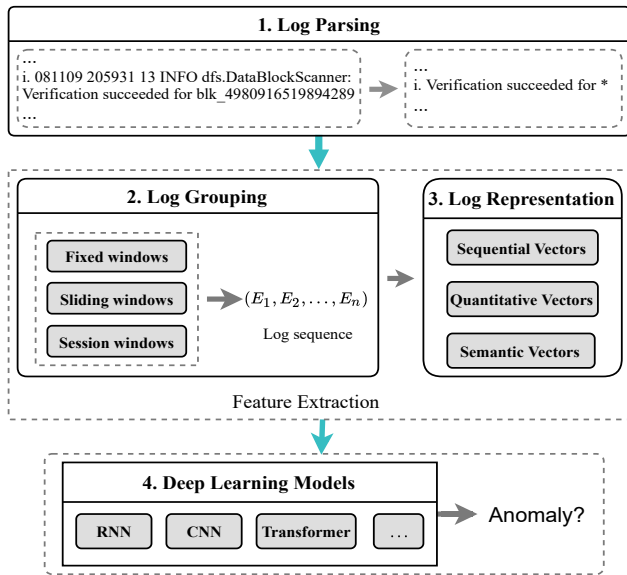 1. Log Parsing
...
i. 081109 205931 13 INFO dfs.DataBlockScanner:
Verification succeeded for blk_4980916519894289
...
...
i. Verification succeeded for *
...
2. Log Grouping
Fixed windows
Sliding windows
Session windows
(E₁, E₂, . . . , Eₙ)
Log sequence
3. Log Representation
Sequential Vectors
Quantitative Vectors
Semantic Vectors
Feature Extraction
4. Deep Learning Models
RNN
CNN
Transformer
. . .
Anomaly?